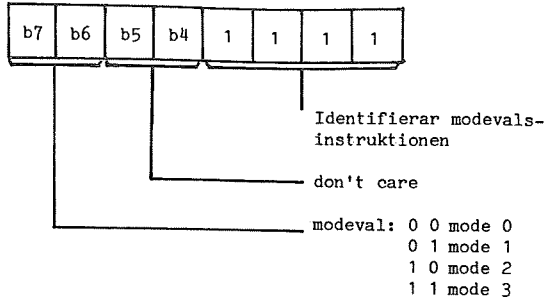 b7 b6 b5 b4 1 1 1 1
Identifierar modevals-
instruktionen
don't care
modeval: 0 0 mode 0
0 1 mode 1
1 0 mode 2
1 1 mode 3